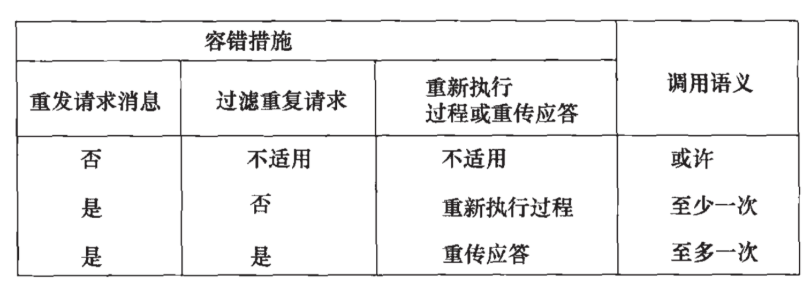 容错措施
调用语义
重发请求消息 过滤重复请求 重新执行
过程或重传应答
否 不适用 不适用 或许
是 否 重新执行过程 至少一次
是 是 重传应答 至多一次